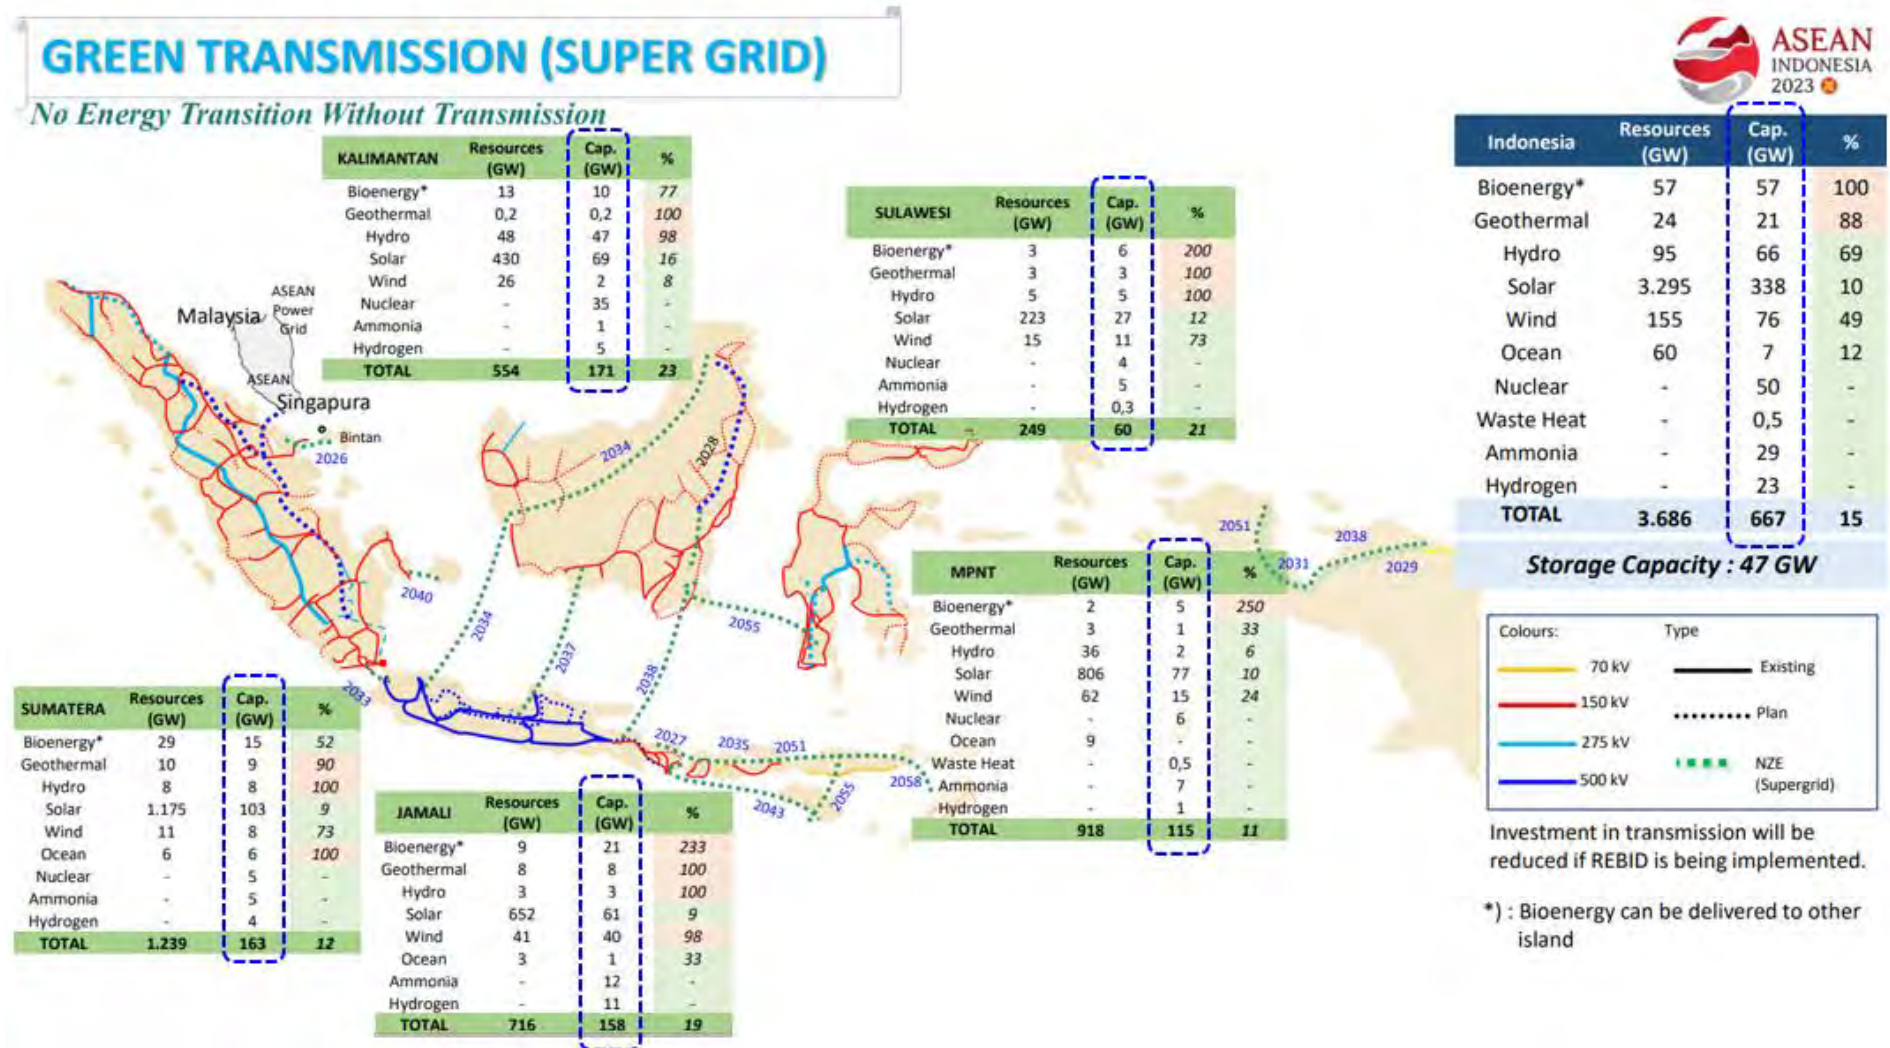 GREEN TRANSMISSION (SUPER GRID)
No Energy Transition Without Transmission
ASEAN
INDONESIA
2023
KALIMANTAN Resources (GW) Cap. (GW) %
Bioenergy* 13 10 77
Geothermal 0,2 0,2 100
Hydro 48 47 98
Solar 430 69 16
Wind 26 2 8
Nuclear - 35 -
Ammonia - 1 -
Hydrogen - 5 -
TOTAL 554 171 23
SULAWESI Resources (GW) Cap. (GW) %
Bioenergy* 3 6 200
Geothermal 3 3 100
Hydro 5 5 100
Solar 223 27 12
Wind 15 11 73
Nuclear - 4 -
Ammonia - 5 -
Hydrogen - 0,3 -
TOTAL 249 60 21
Indonesia Resources (GW) Cap. (GW) %
Bioenergy* 57 57 100
Geothermal 24 21 88
Hydro 95 66 69
Solar 3.295 338 10
Wind 155 76 49
Ocean 60 7 12
Nuclear - 50 -
Waste Heat - 0,5 -
Ammonia - 29 -
Hydrogen - 23 -
TOTAL 3.686 667 15
Storage Capacity : 47 GW
Malaysia
ASEAN
Power
Grid
ASEAN
Singapura
Bintan
2026
2034
2028
2040
2034
2037
2038
2055
2033
2027
2035
2051
2043
2055
2058
2051
2031
2038
2029
MPNT Resources (GW) Cap. (GW) %
Bioenergy* 2 5 250
Geothermal 3 1 33
Hydro 36 2 6
Solar 806 77 10
Wind 62 15 24
Nuclear - 6 -
Ocean 9 - -
Waste Heat - 0,5 -
Ammonia - 7 -
Hydrogen - 1 -
TOTAL 918 115 11
SUMATERA Resources (GW) Cap. (GW) %
Bioenergy* 29 15 52
Geothermal 10 9 90
Hydro 8 8 100
Solar 1.175 103 9
Wind 11 8 73
Ocean 6 6 100
Nuclear - 5 -
Ammonia - 5 -
Hydrogen - 4 -
TOTAL 1.239 163 12
JAMALI Resources (GW) Cap. (GW) %
Bioenergy* 9 21 233
Geothermal 8 8 100
Hydro 3 3 100
Solar 652 61 9
Wind 41 40 98
Ocean 3 1 33
Ammonia - 12 -
Hydrogen - 11 -
TOTAL 716 158 19
Colours: Type
70 kV Existing
150 kV Plan
275 kV NZE
500 kV (Supergrid)
Investment in transmission will be
reduced if REBID is being implemented.
*) : Bioenergy can be delivered to other
island